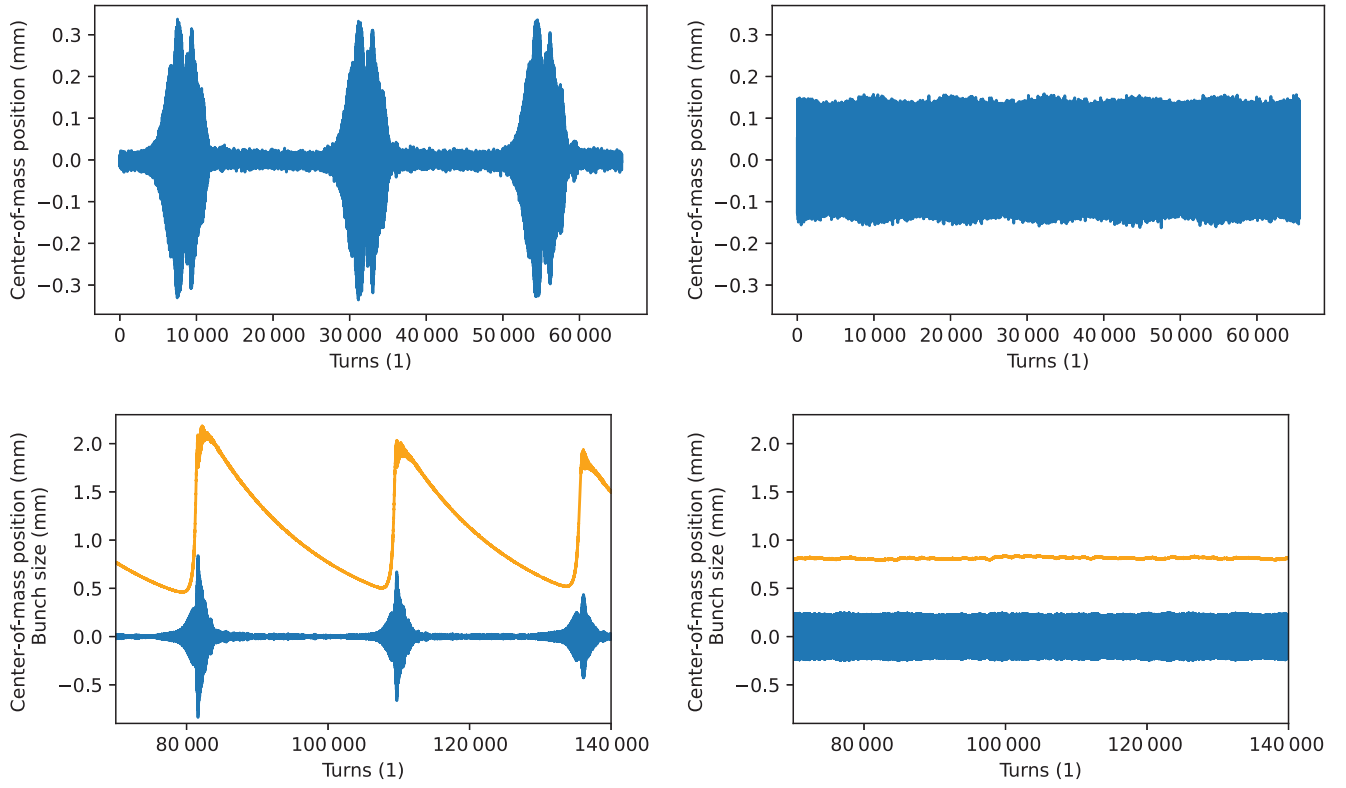 Center-of-mass position (mm)
0.3
0.2
0.1
0.0
−0.1
−0.2
−0.3
0 10 000 20 000 30 000 40 000 50 000 60 000
Turns (1)
Center-of-mass position (mm)
0.3
0.2
0.1
0.0
−0.1
−0.2
−0.3
0 10 000 20 000 30 000 40 000 50 000 60 000
Turns (1)
Center-of-mass position (mm)
Bunch size (mm)
2.0
1.5
1.0
0.5
0.0
−0.5
80 000 100 000 120 000 140 000
Turns (1)
Center-of-mass position (mm)
Bunch size (mm)
2.0
1.5
1.0
0.5
0.0
−0.5
80 000 100 000 120 000 140 000
Turns (1)